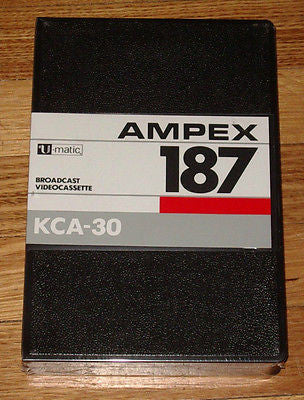 AMPEX
U-matic
187
BROADCAST
VIDEOCASSETTE
KCA-30